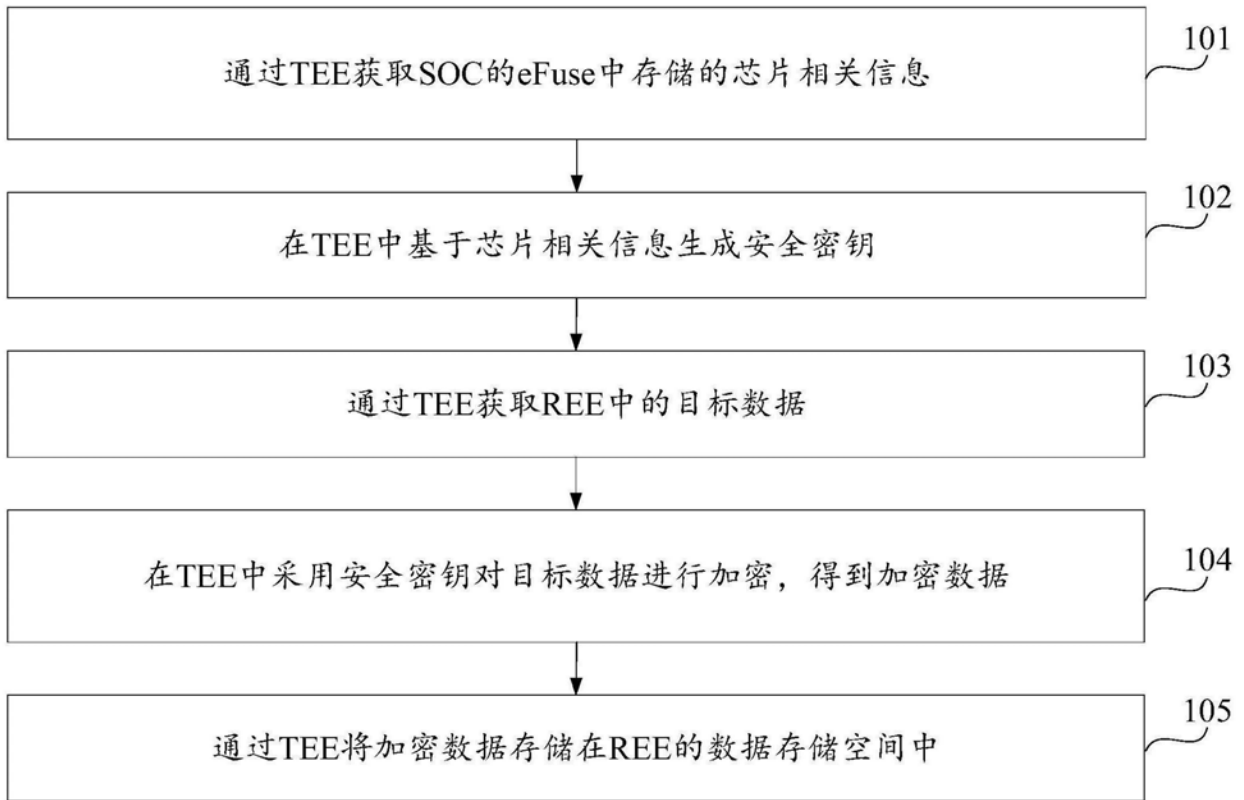 通过TEE获取SOC的eFuse中存储的芯片相关信息
101
在TEE中基于芯片相关信息生成安全密钥
102
通过TEE获取REE中的目标数据
103
在TEE中采用安全密钥对目标数据进行加密，得到加密数据
104
通过TEE将加密数据存储在REE的数据存储空间中
105